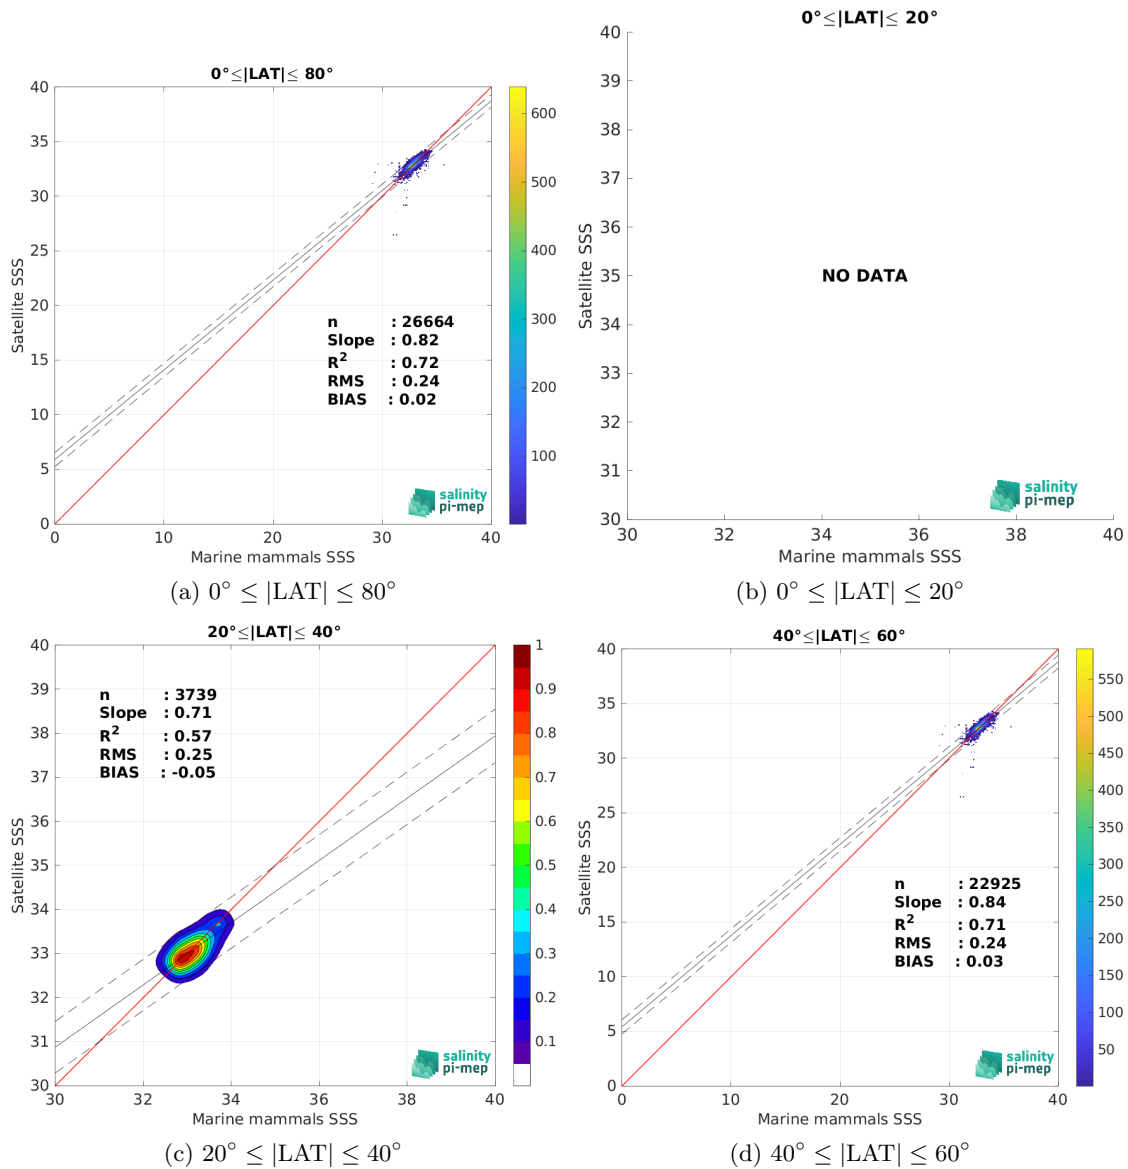 0°≤|LAT|≤ 80°
40
35
30
25
20
15
10
5
0
Satellite SSS
n : 26664
Slope : 0.82
R² : 0.72
RMS : 0.24
BIAS : 0.02
salinity
pi-mep
0 10 20 30 40
Marine mammals SSS
600
500
400
300
200
100
(a) 0° ≤ |LAT| ≤ 80°
0°≤|LAT|≤ 20°
40
39
38
37
36
35
34
33
32
31
30
Satellite SSS
NO DATA
salinity
pi-mep
30 32 34 36 38 40
Marine mammals SSS
(b) 0° ≤ |LAT| ≤ 20°
20°≤|LAT|≤ 40°
40
39
38
37
36
35
34
33
32
31
30
Satellite SSS
n : 3739
Slope : 0.71
R² : 0.57
RMS : 0.25
BIAS : -0.05
salinity
pi-mep
30 32 34 36 38 40
Marine mammals SSS
1
0.9
0.8
0.7
0.6
0.5
0.4
0.3
0.2
0.1
(c) 20° ≤ |LAT| ≤ 40°
40°≤|LAT|≤ 60°
40
35
30
25
20
15
10
5
0
Satellite SSS
n : 22925
Slope : 0.84
R² : 0.71
RMS : 0.24
BIAS : 0.03
salinity
pi-mep
0 10 20 30 40
Marine mammals SSS
550
500
450
400
350
300
250
200
150
100
50
(d) 40° ≤ |LAT| ≤ 60°